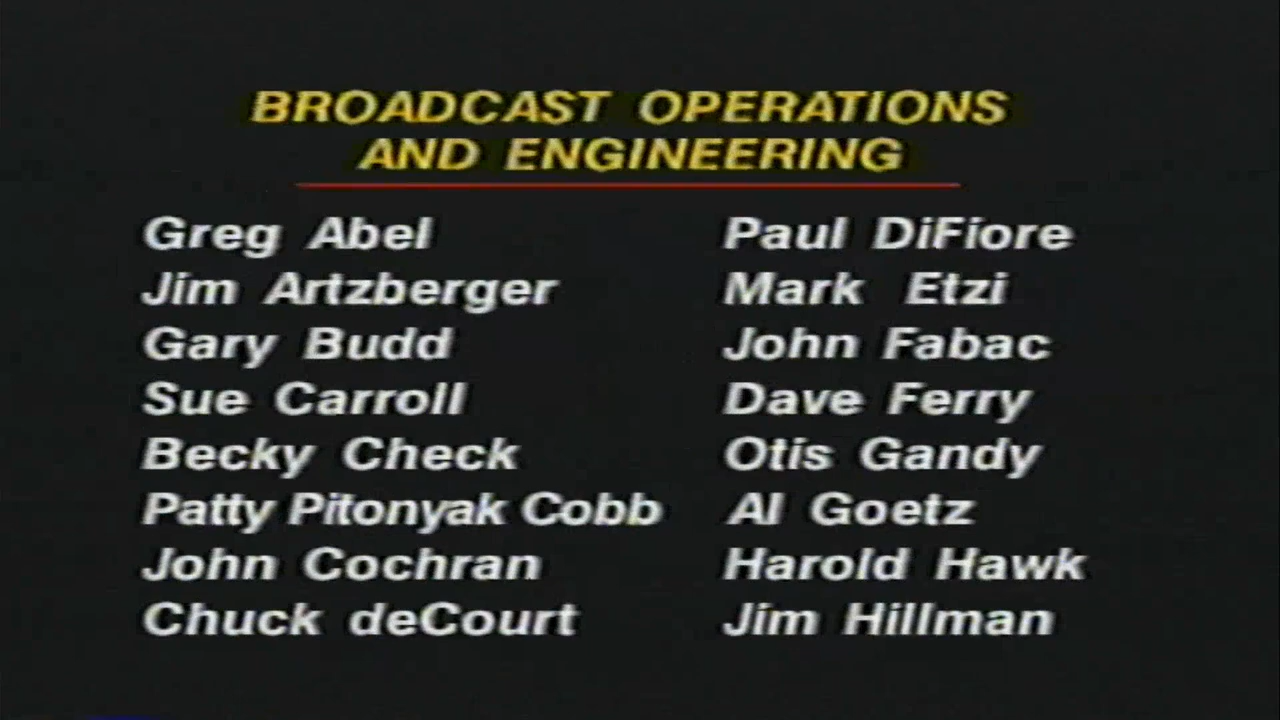 BROADCAST OPERATIONS
AND ENGINEERING
Greg Abel
Jim Artzberger
Gary Budd
Sue Carroll
Becky Check
Patty Pitonyak Cobb
John Cochran
Chuck deCourt
Paul DiFiore
Mark Etzi
John Fabac
Dave Ferry
Otis Gandy
Al Goetz
Harold Hawk
Jim Hillman